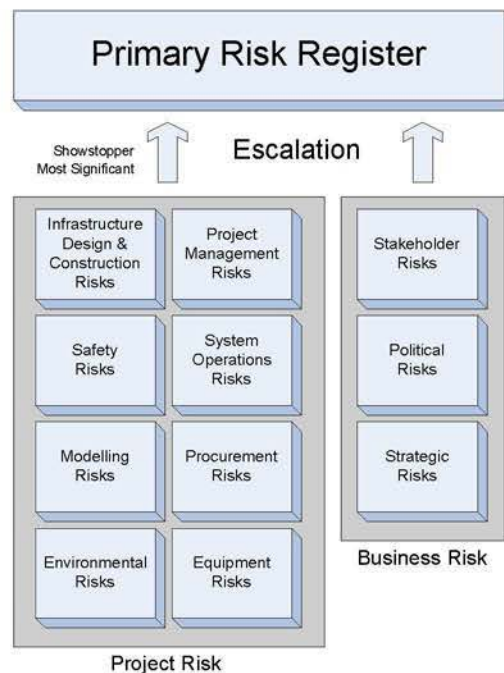 Primary Risk Register
Showstopper
Most Significant
Escalation
Infrastructure
Design &
Construction
Risks
Project
Management
Risks
Safety
Risks
System
Operations
Risks
Modelling
Risks
Procurement
Risks
Environmental
Risks
Equipment
Risks
Project Risk
Stakeholder
Risks
Political
Risks
Strategic
Risks
Business Risk